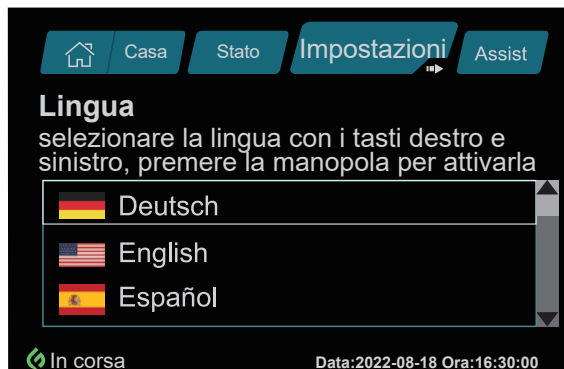 Casa
Stato
Impostazioni
Assist
Lingua
selezionare la lingua con i tasti destro e
sinistro, premere la manopola per attivarla
Deutsch
English
Español
In corsa
Data:2022-08-18 Ora:16:30:00